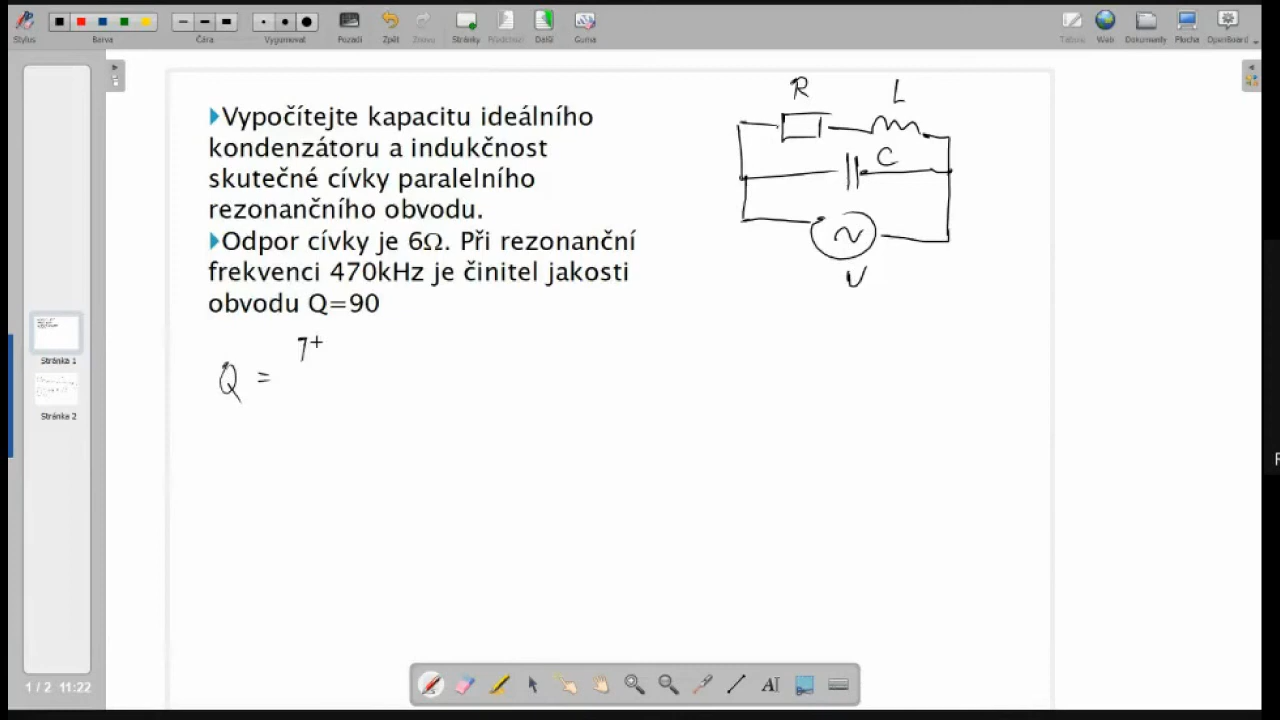 Stylus
Barva
Čára
Vygumovat
Pozadí
Zpět
Znovu
Stránky
Předchozí
Další
Guma
Web
Dokumenty
Plocha
OpenBoard
Vypočítejte kapacitu ideálního
kondenzátoru a indukčnost
skutečné cívky paralelního
rezonančního obvodu.
Odpor cívky je 6Ω. Při rezonanční
frekvenci 470kHz je činitel jakosti
obvodu Q=90
R
L
C
U
Q =
Stránka 1
Stránka 2
1 / 2 11:22
AI